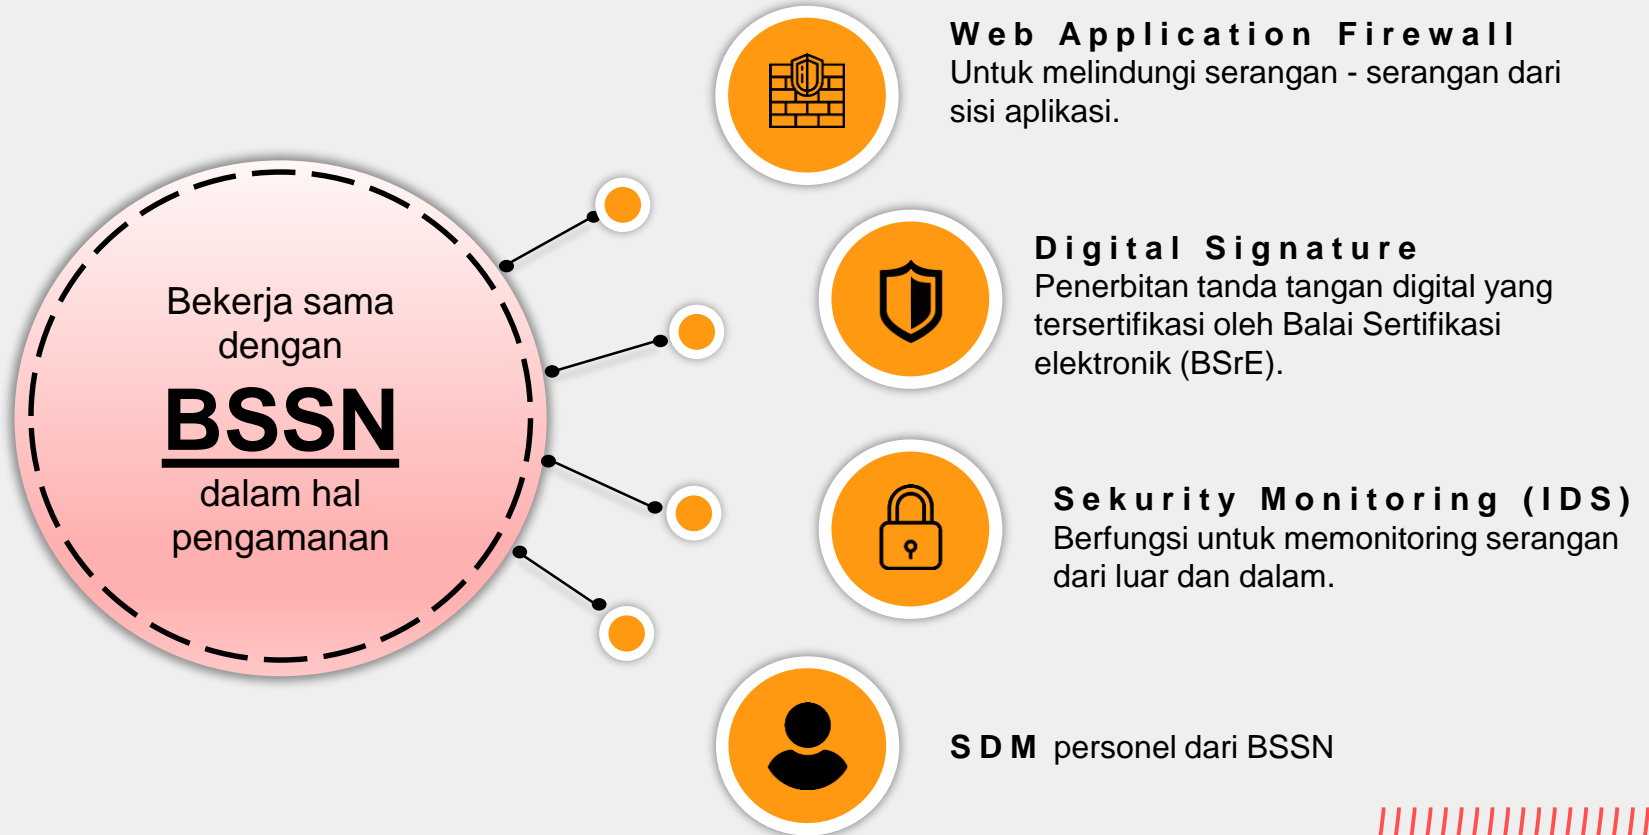 Bekerja sama
dengan
BSSN
dalam hal
pengamanan
Web Application Firewall
Untuk melindungi serangan - serangan dari
sisi aplikasi.
Digital Signature
Penerbitan tanda tangan digital yang
tersertifikasi oleh Balai Sertifikasi
elektronik (BSrE).
Sekurity Monitoring (IDS)
Berfungsi untuk memonitoring serangan
dari luar dan dalam.
SDM personel dari BSSN